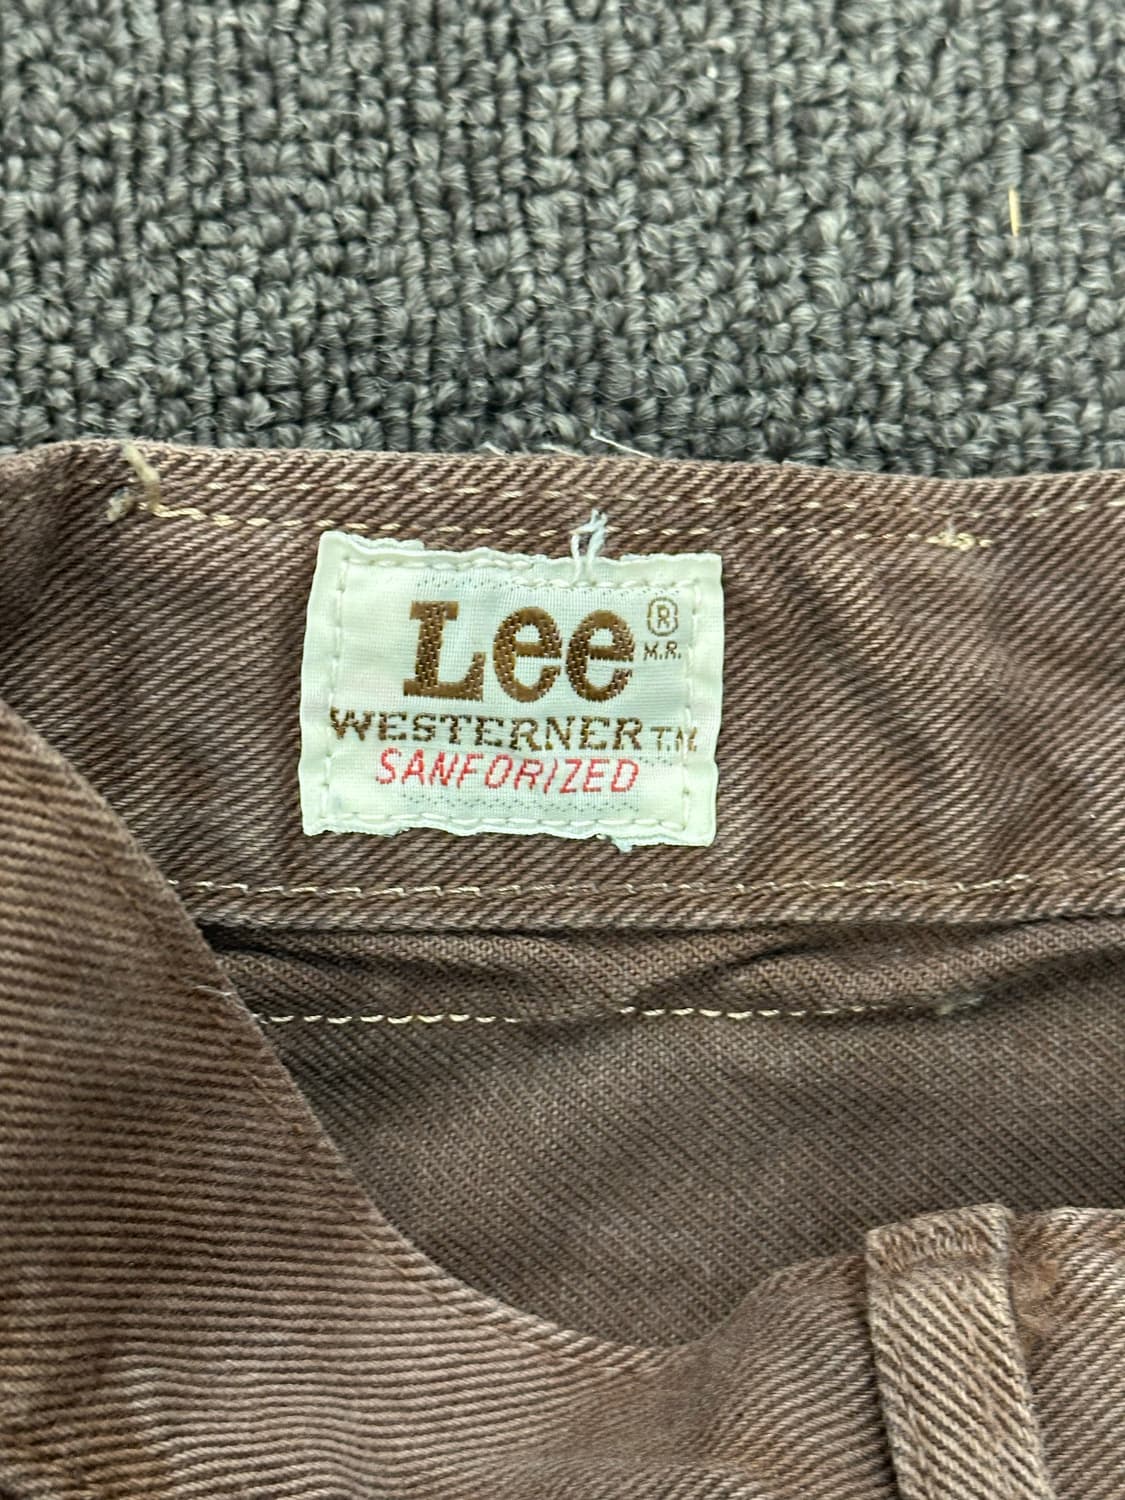 Lee ®
M.R.
WESTERNER T.M.
SANFORIZED